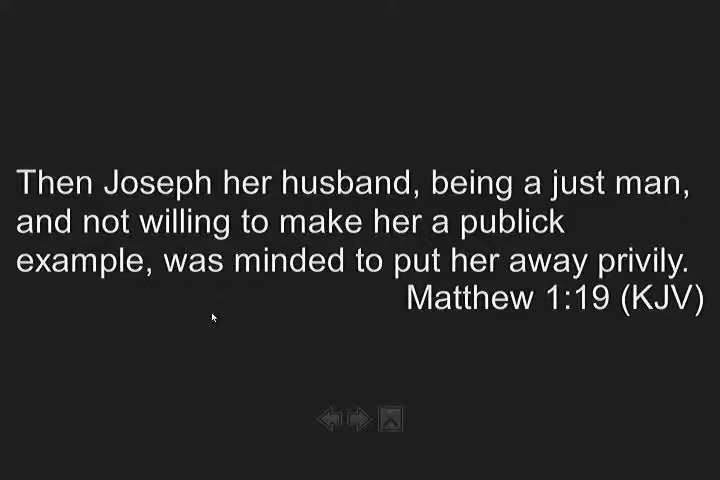 Then Joseph her husband, being a just man,
and not willing to make her a publick
example, was minded to put her away privily.
Matthew 1:19 (KJV)